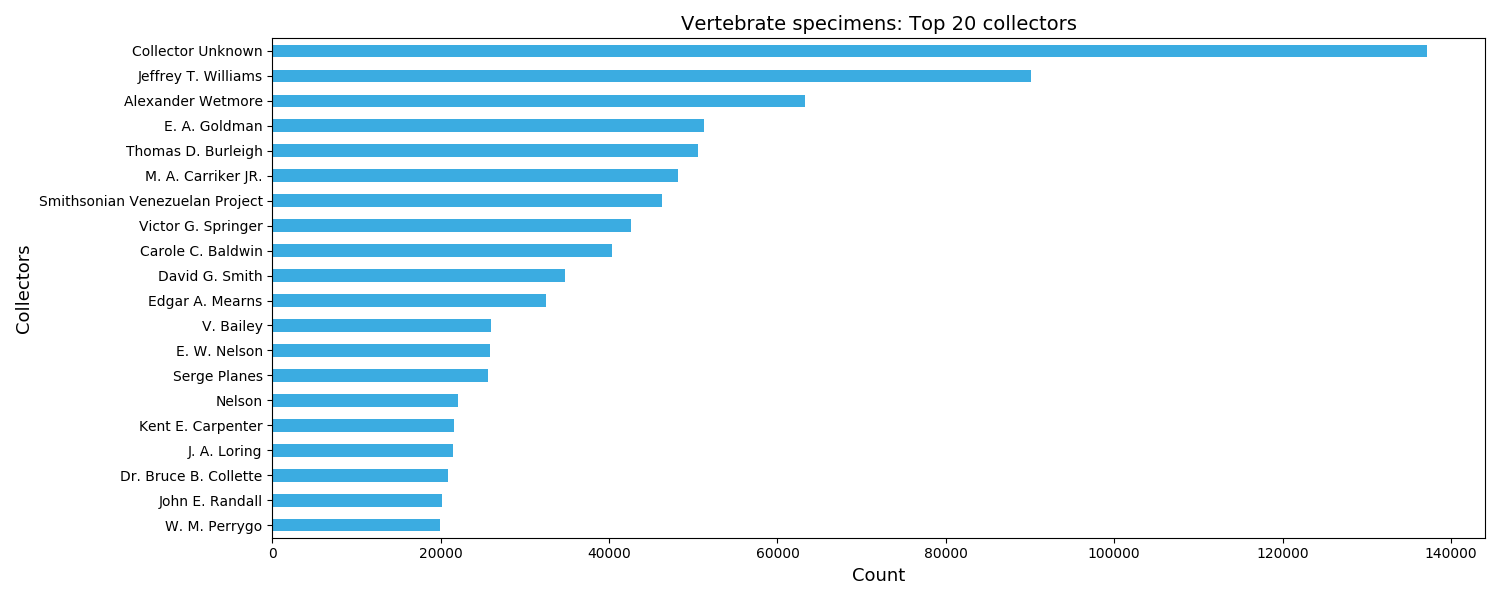 Vertebrate specimens: Top 20 collectors
Collectors
Collector Unknown
Jeffrey T. Williams
Alexander Wetmore
E. A. Goldman
Thomas D. Burleigh
M. A. Carriker JR.
Smithsonian Venezuelan Project
Victor G. Springer
Carole C. Baldwin
David G. Smith
Edgar A. Mearns
V. Bailey
E. W. Nelson
Serge Planes
Nelson
Kent E. Carpenter
J. A. Loring
Dr. Bruce B. Collette
John E. Randall
W. M. Perrygo
0 20000 40000 60000 80000 100000 120000 140000
Count